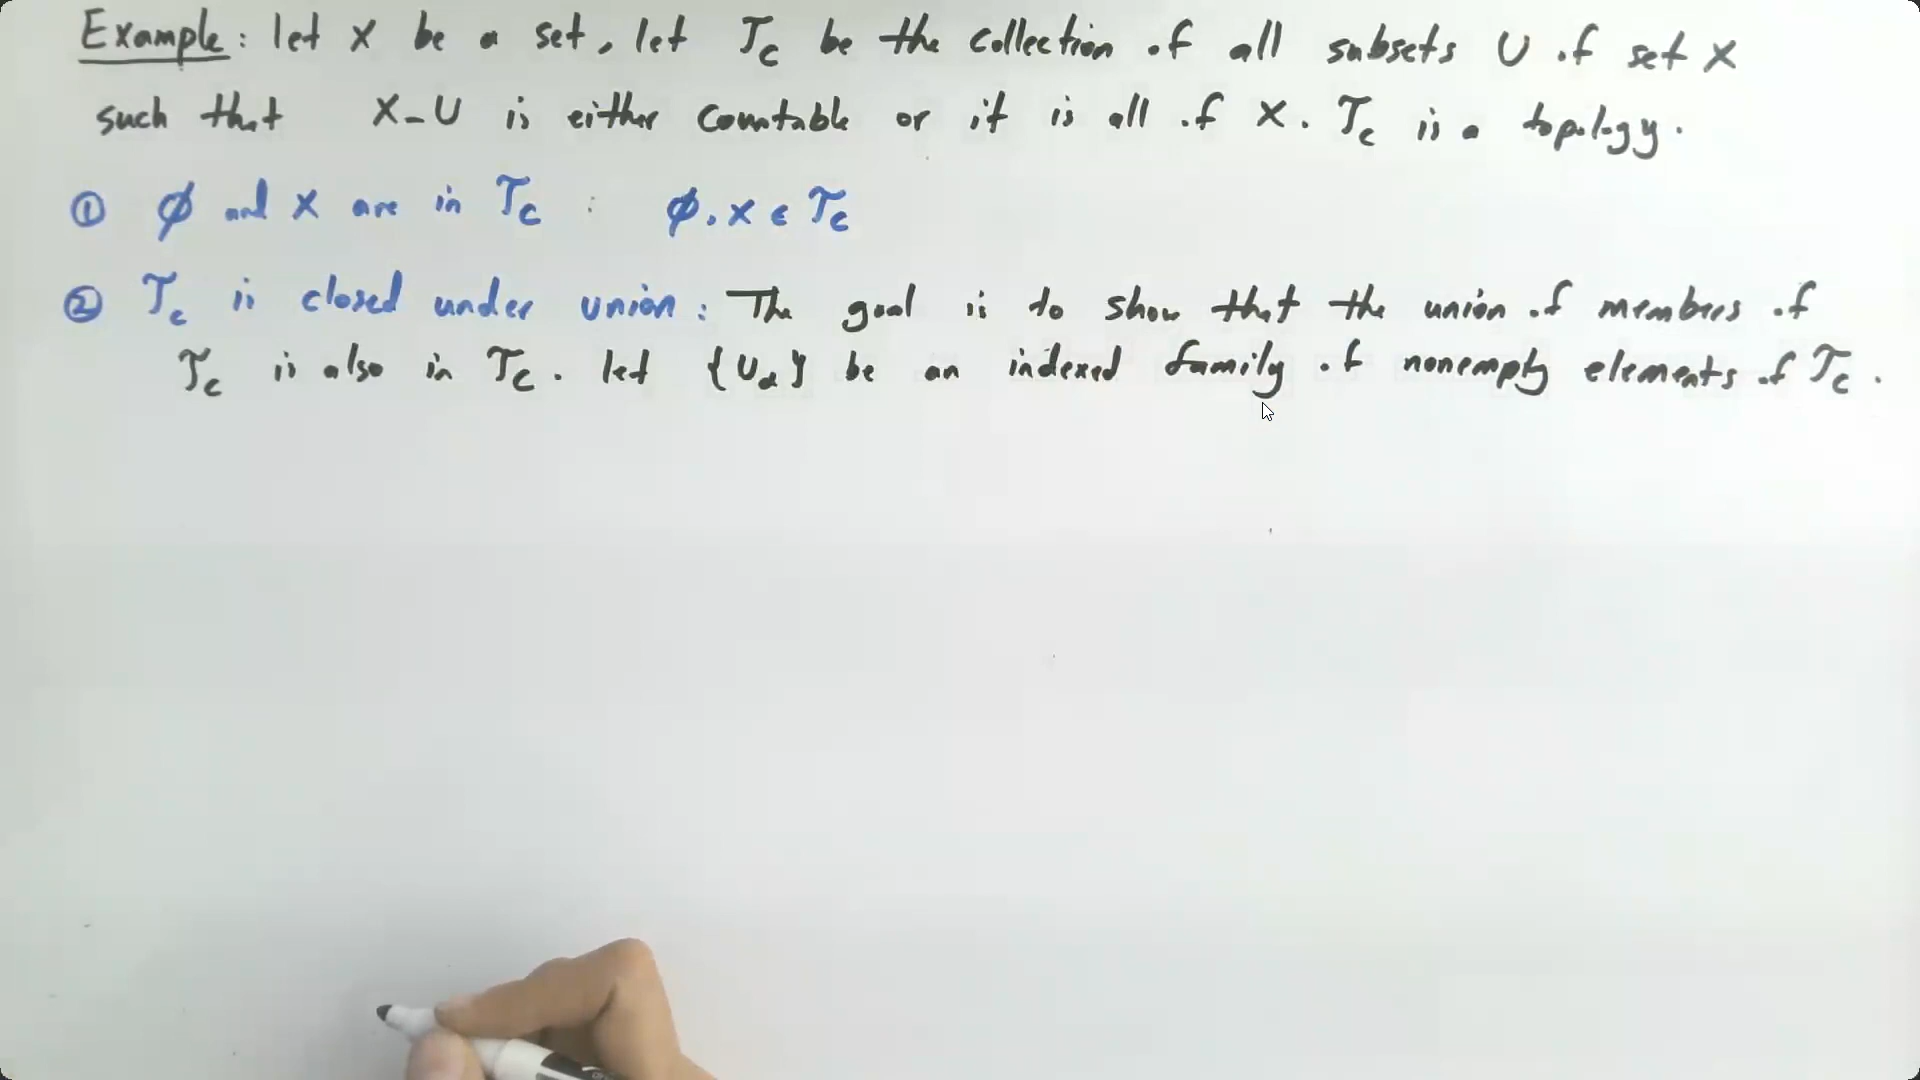 Example: let X be a set, let 𝒯c be the collection of all subsets U of set X
such that X-U is either countable or it is all of X. 𝒯c is a topology.
① ∅ and X are in 𝒯c : ∅, X ∈ 𝒯c
② 𝒯c is closed under union: The goal is to show that the union of members of
𝒯c is also in 𝒯c. let {Uα} be an indexed family of nonempty elements of 𝒯c.